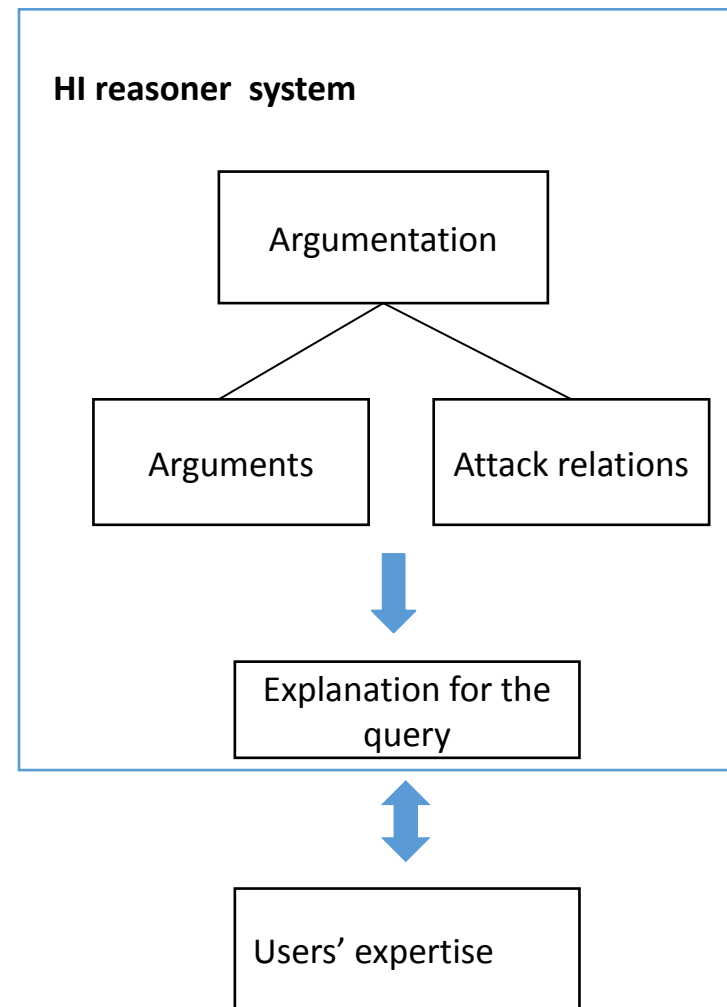 HI reasoner system
Argumentation
Arguments
Attack relations
Explanation for the
query
Users’ expertise